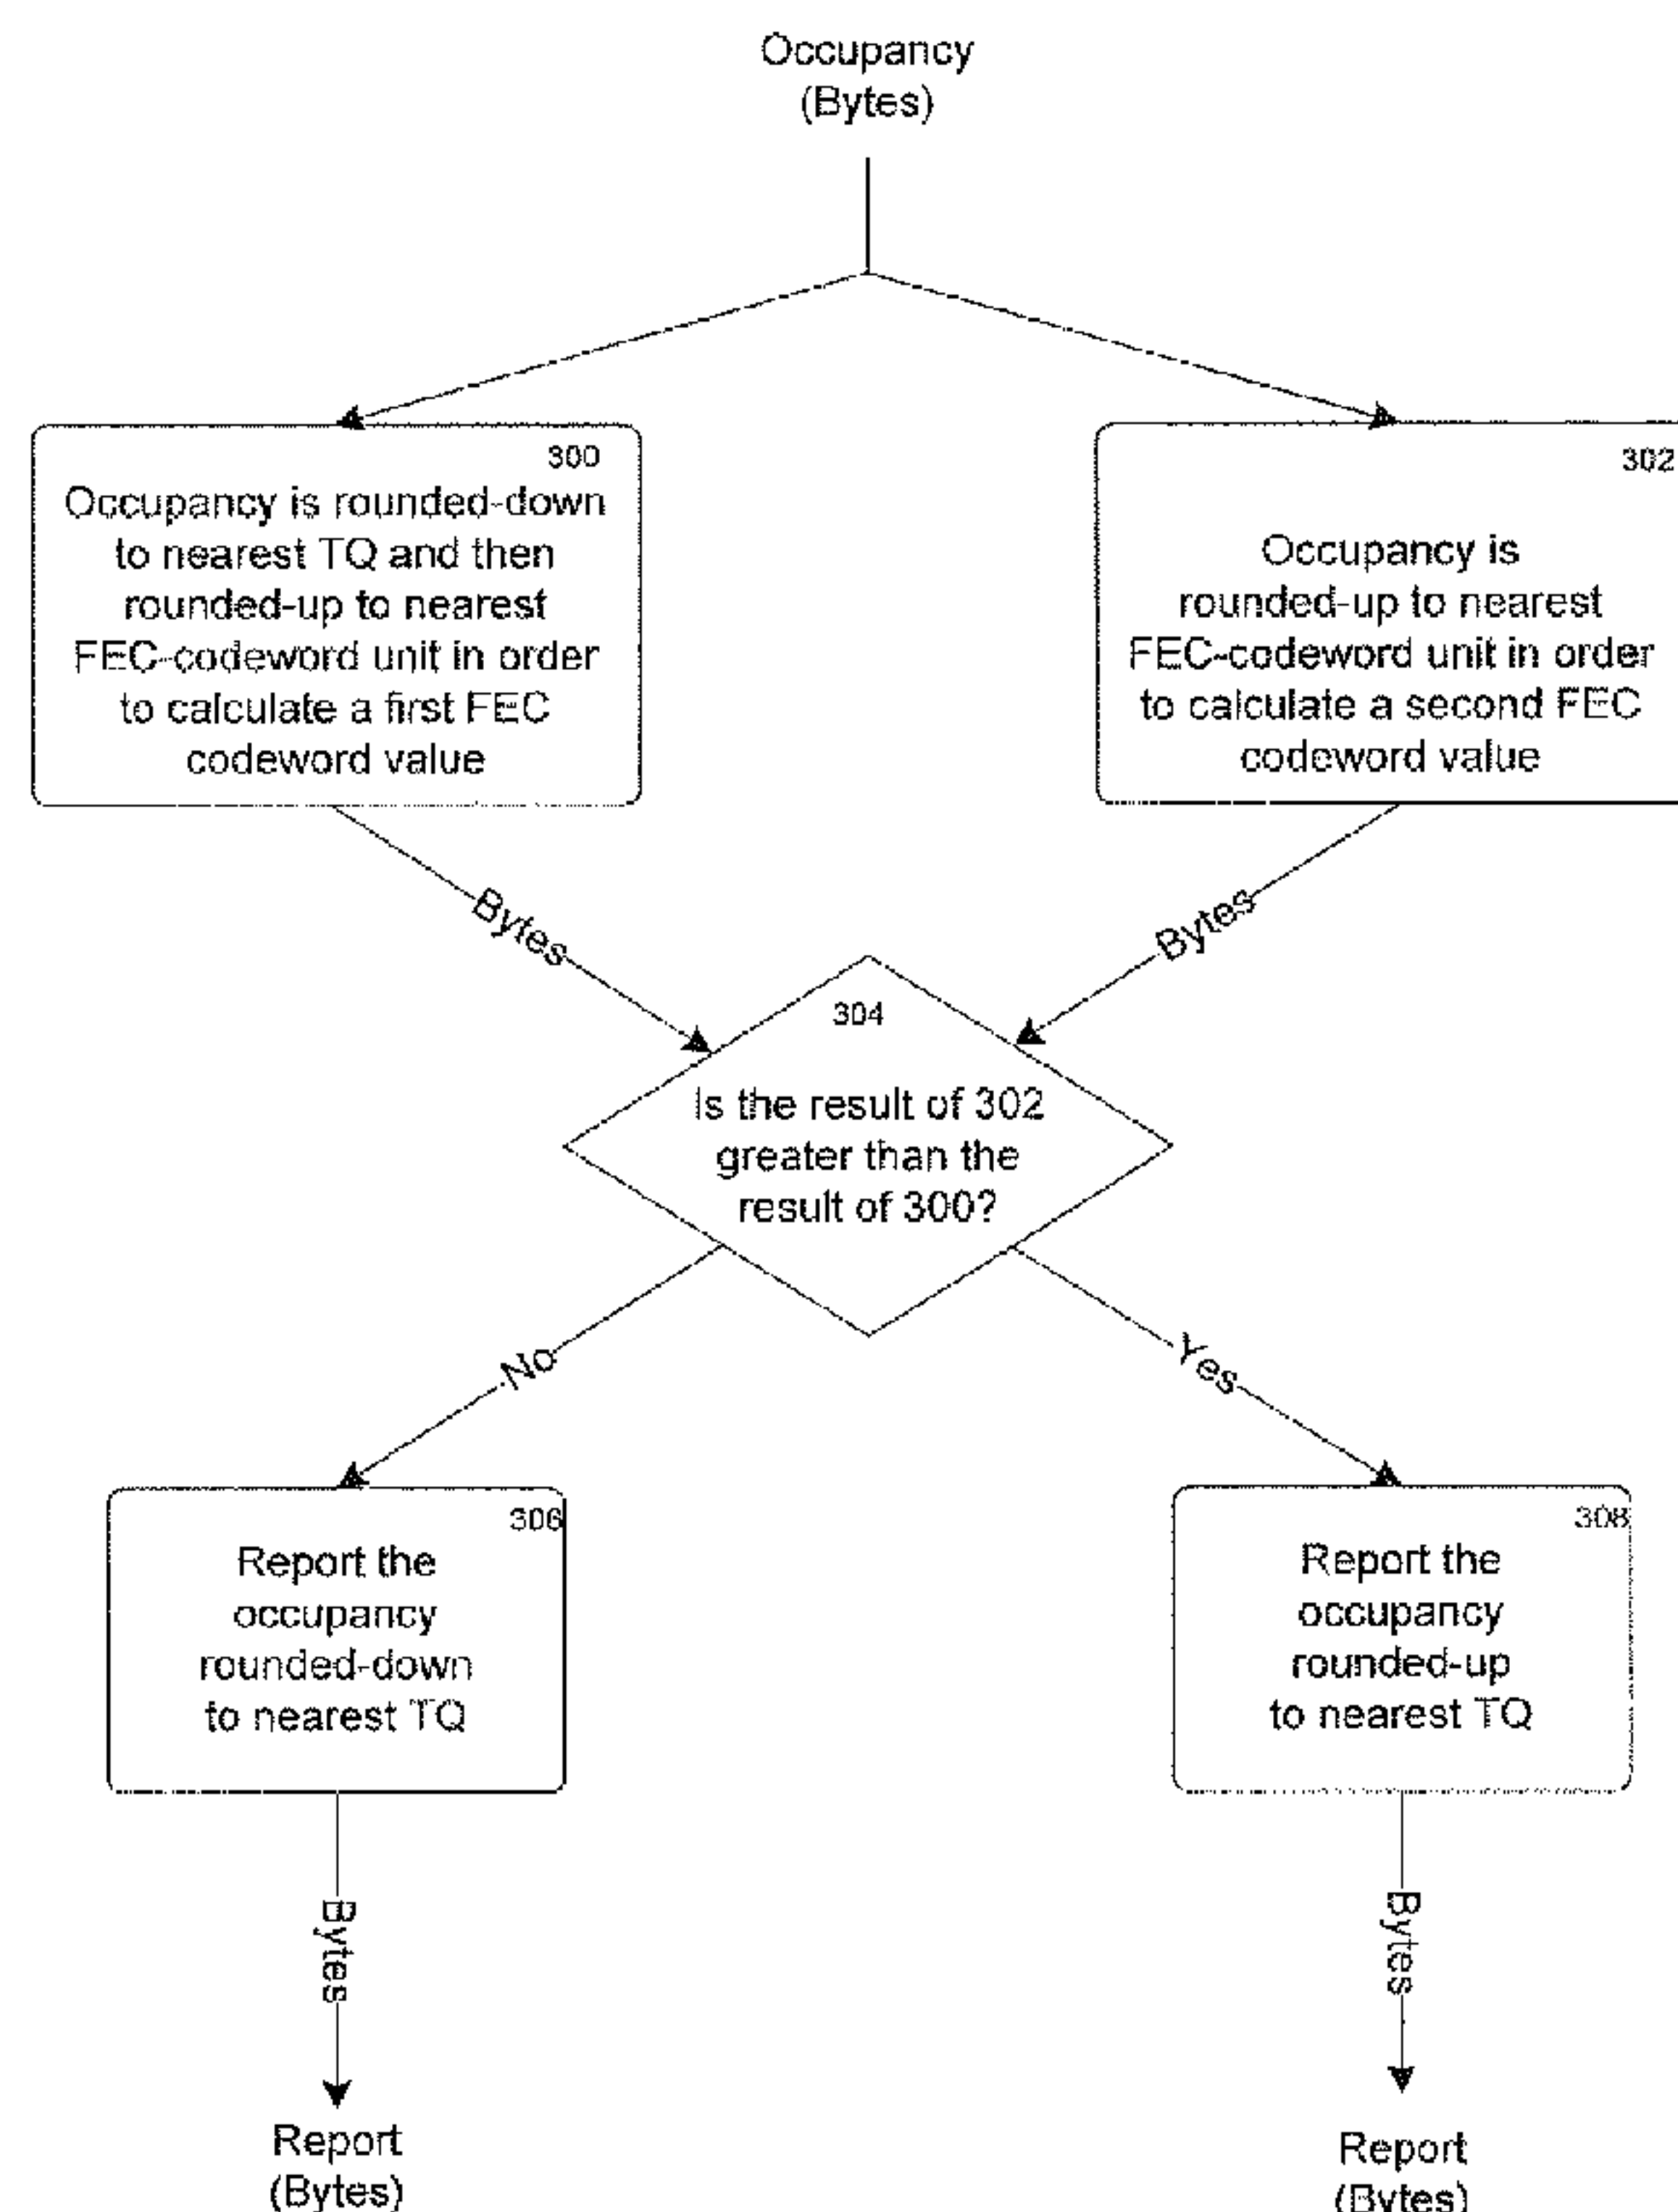 Occupancy
(Bytes)
300
Occupancy is rounded-down
to nearest TQ and then
rounded-up to nearest
FEC-codeword unit in order
to calculate a first FEC
codeword value
302
Occupancy is
rounded-up to nearest
FEC-codeword unit in order
to calculate a second FEC
codeword value
Bytes
Bytes
304
Is the result of 302
greater than the
result of 300?
No
Yes
306
Report the
occupancy
rounded-down
to nearest TQ
308
Report the
occupancy
rounded-up
to nearest TQ
Bytes
Bytes
Report
(Bytes)
Report
(Bytes)